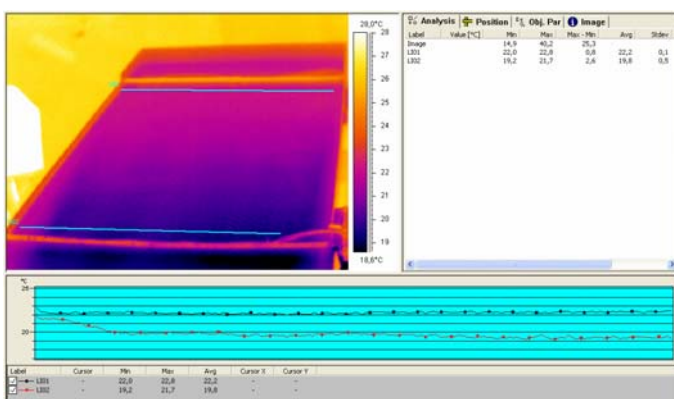 28,0°C
28
27
26
25
24
23
22
21
20
19
18,6°C
Analysis Position Obj. Par Image
Label Value [°C] Min Max Max - Min Avg Stdev
Image 14,9 40,2 25,3
LI01 22,0 22,8 0,8 22,2 0,1
LI02 19,2 21,7 2,6 19,8 0,5
°C
25
20
Label Cursor Min Max Avg Cursor X Cursor Y
LI01 - 22,0 22,8 22,2 - -
LI02 - 19,2 21,7 19,8 - -